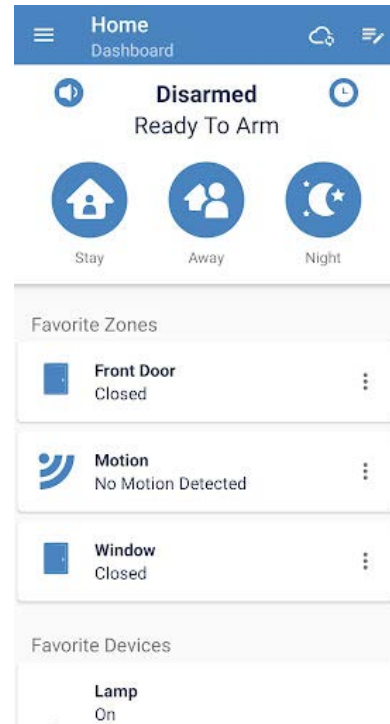 Home
Dashboard
Disarmed
Ready To Arm
Stay Away Night
Favorite Zones
Front Door
Closed
Motion
No Motion Detected
Window
Closed
Favorite Devices
Lamp
On